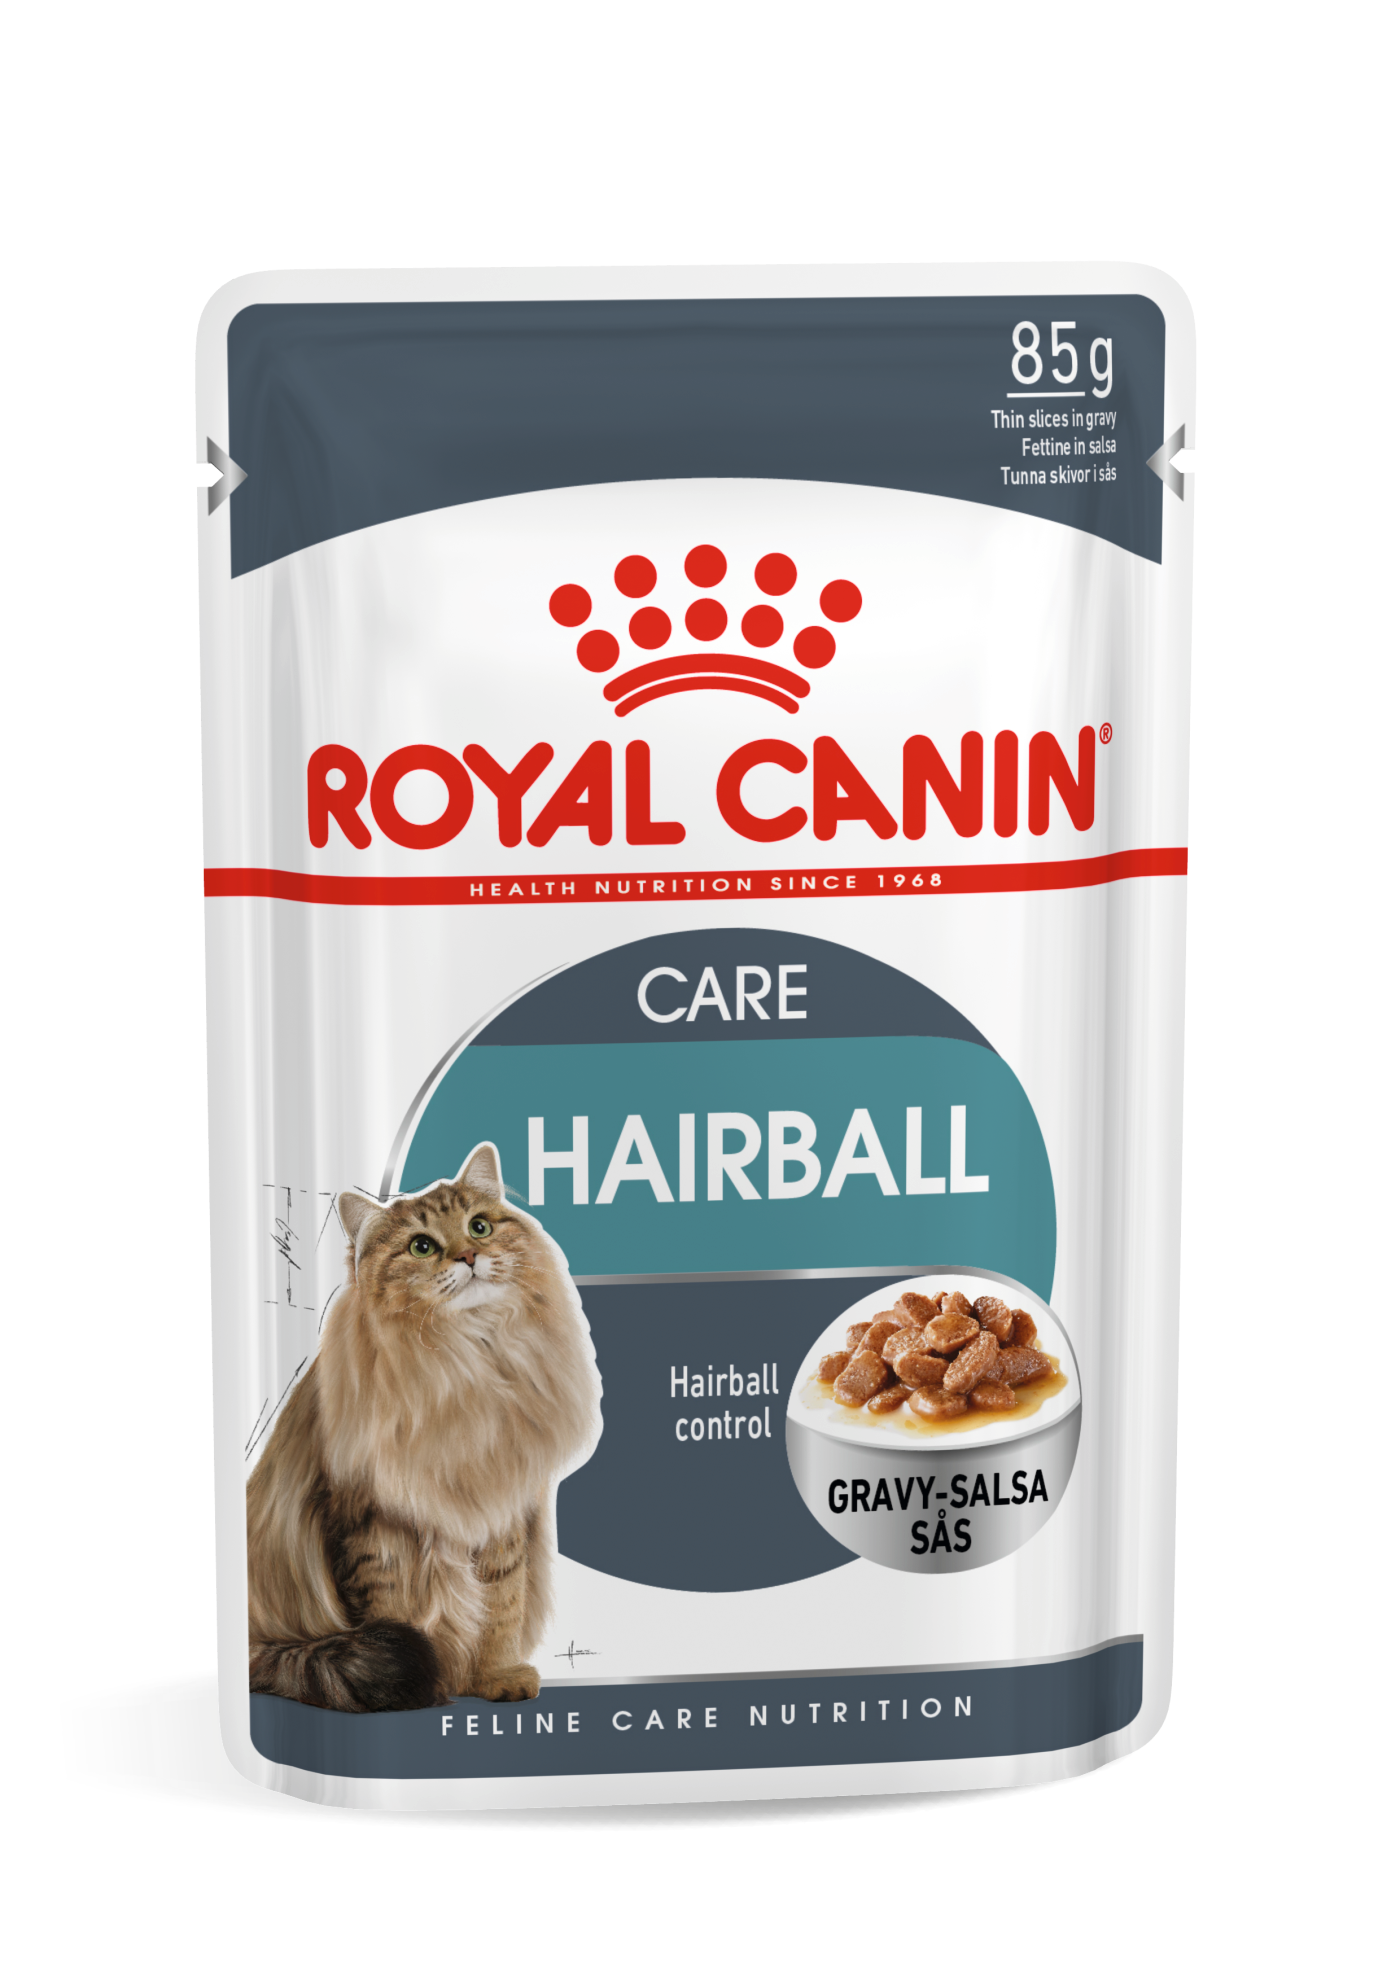 85g
Thin slices in gravy
Fettine in salsa
Tunna skivor i sås
ROYAL CANIN®
HEALTH NUTRITION SINCE 1968
CARE
HAIRBALL
Hairball
control
GRAVY-SALSA
SÅS
FELINE CARE NUTRITION